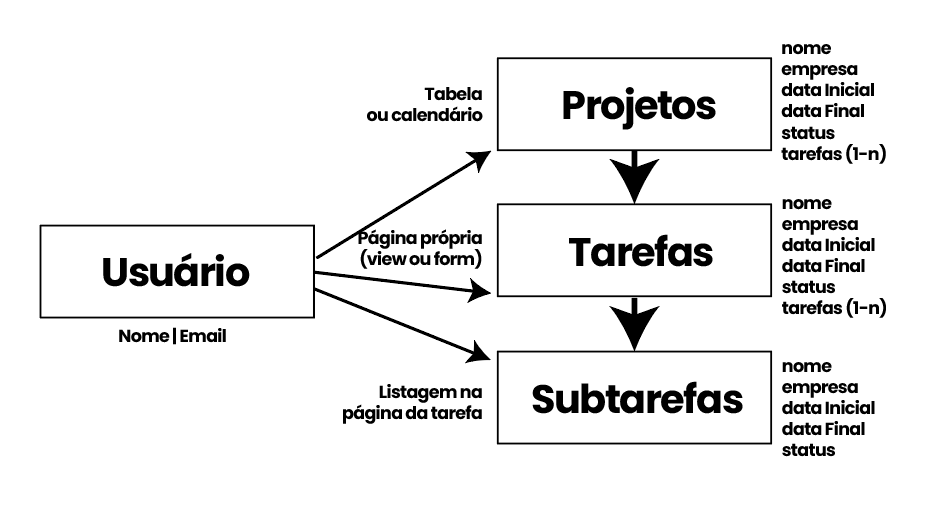 Tabela
ou calendário
Projetos
nome
empresa
data Inicial
data Final
status
tarefas (1-n)
Usuário
Nome | Email
Página própria
(view ou form)
Tarefas
nome
empresa
data Inicial
data Final
status
tarefas (1-n)
Listagem na
página da tarefa
Subtarefas
nome
empresa
data Inicial
data Final
status